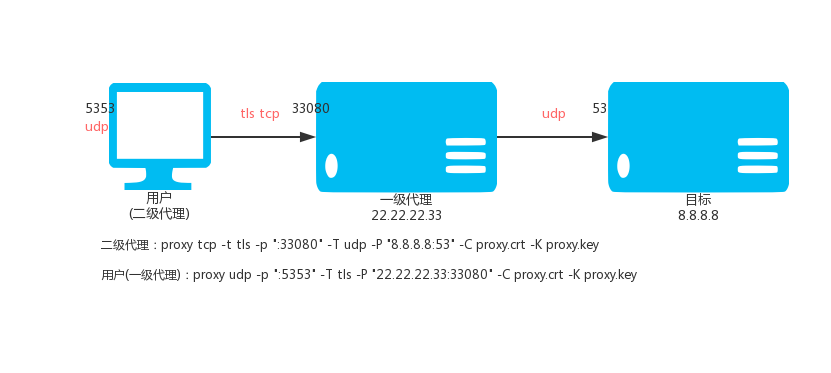 5353
udp
tls tcp
33080
udp
53
用户
(二级代理)
一级代理
22.22.22.33
目标
8.8.8.8
二级代理：proxy tcp -t tls -p ":33080" -T udp -P "8.8.8.8:53" -C proxy.crt -K proxy.key
用户(一级代理)：proxy udp -p ":5353" -T tls -P "22.22.22.33:33080" -C proxy.crt -K proxy.key